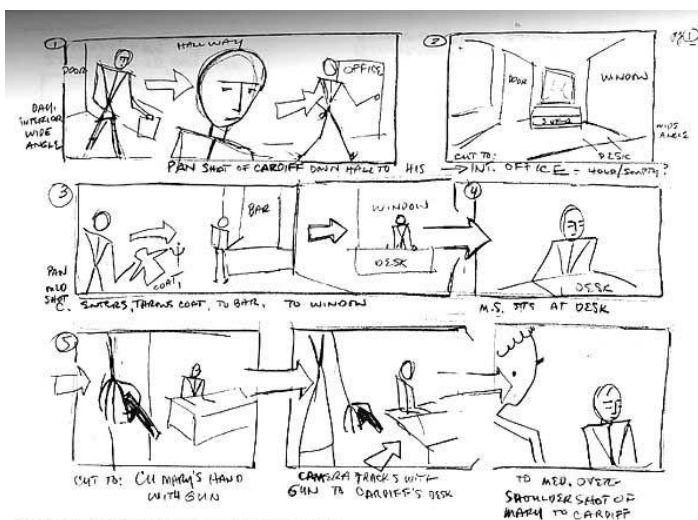 1
HALLWAY
DOOR
OFFICE
DAY,
INTERIOR
WIDE
ANGLE
PAN SHOT OF CARDIFF DOWN HALL TO HIS
2
DOOR
WINDOW
WIDE
ANGLE
CUT TO:
DESK
INT. OFFICE - HOLD/EMPTY?
3
BAR
WINDOW
DESK
COAT
PAN
MED
SHOT
C. ENTERS, THROWS COAT, TO BAR, TO WINDOW
4
DESK
M.S. SITS AT DESK
5
CUT TO: CU MARY'S HAND
WITH GUN
CAMERA TRACKS WITH
GUN TO CARDIFF'S DESK
TO MED. OVER-
SHOULDER SHOT OF
MARY TO CARDIFF